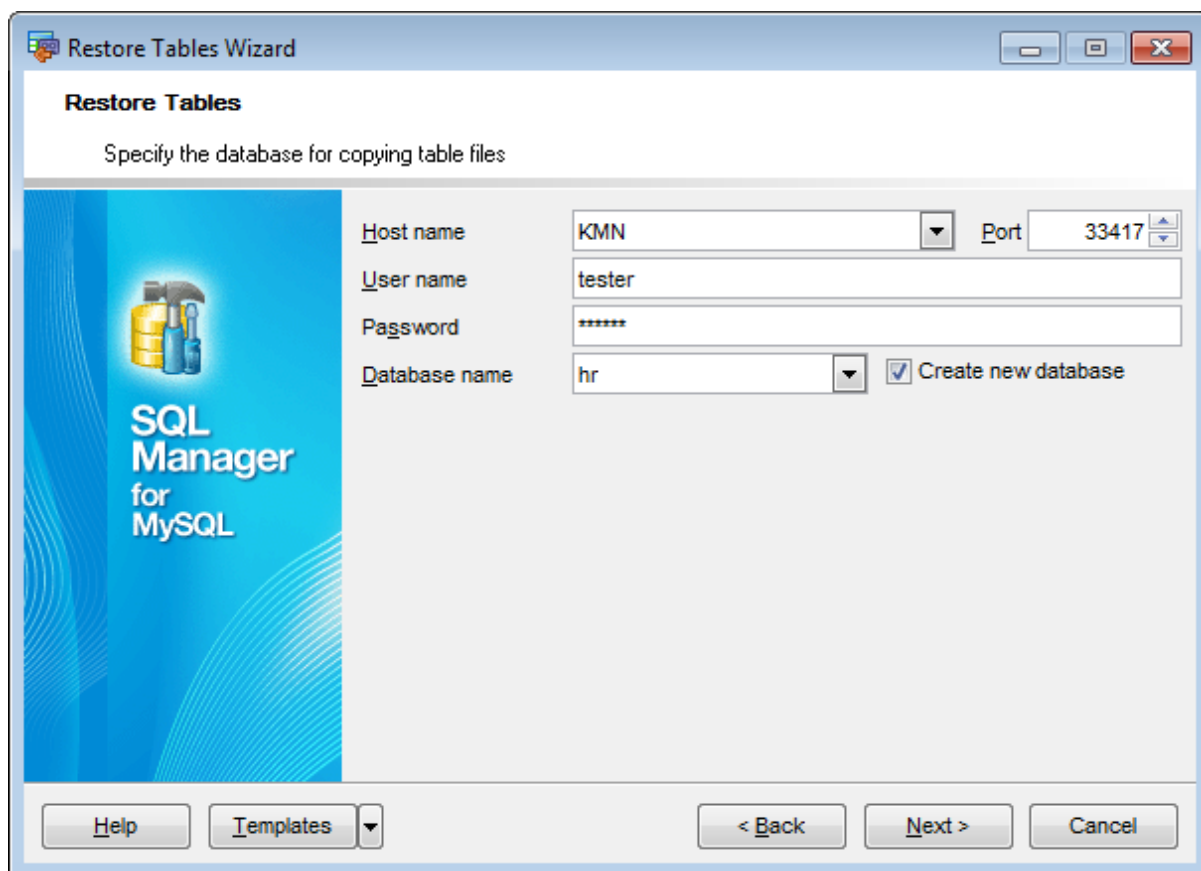 Restore Tables Wizard
Restore Tables
Specify the database for copying table files
Host name KMN Port 33417
User name tester
Password ******
Database name hr Create new database
SQL
Manager
for
MySQL
Help Templates < Back Next > Cancel